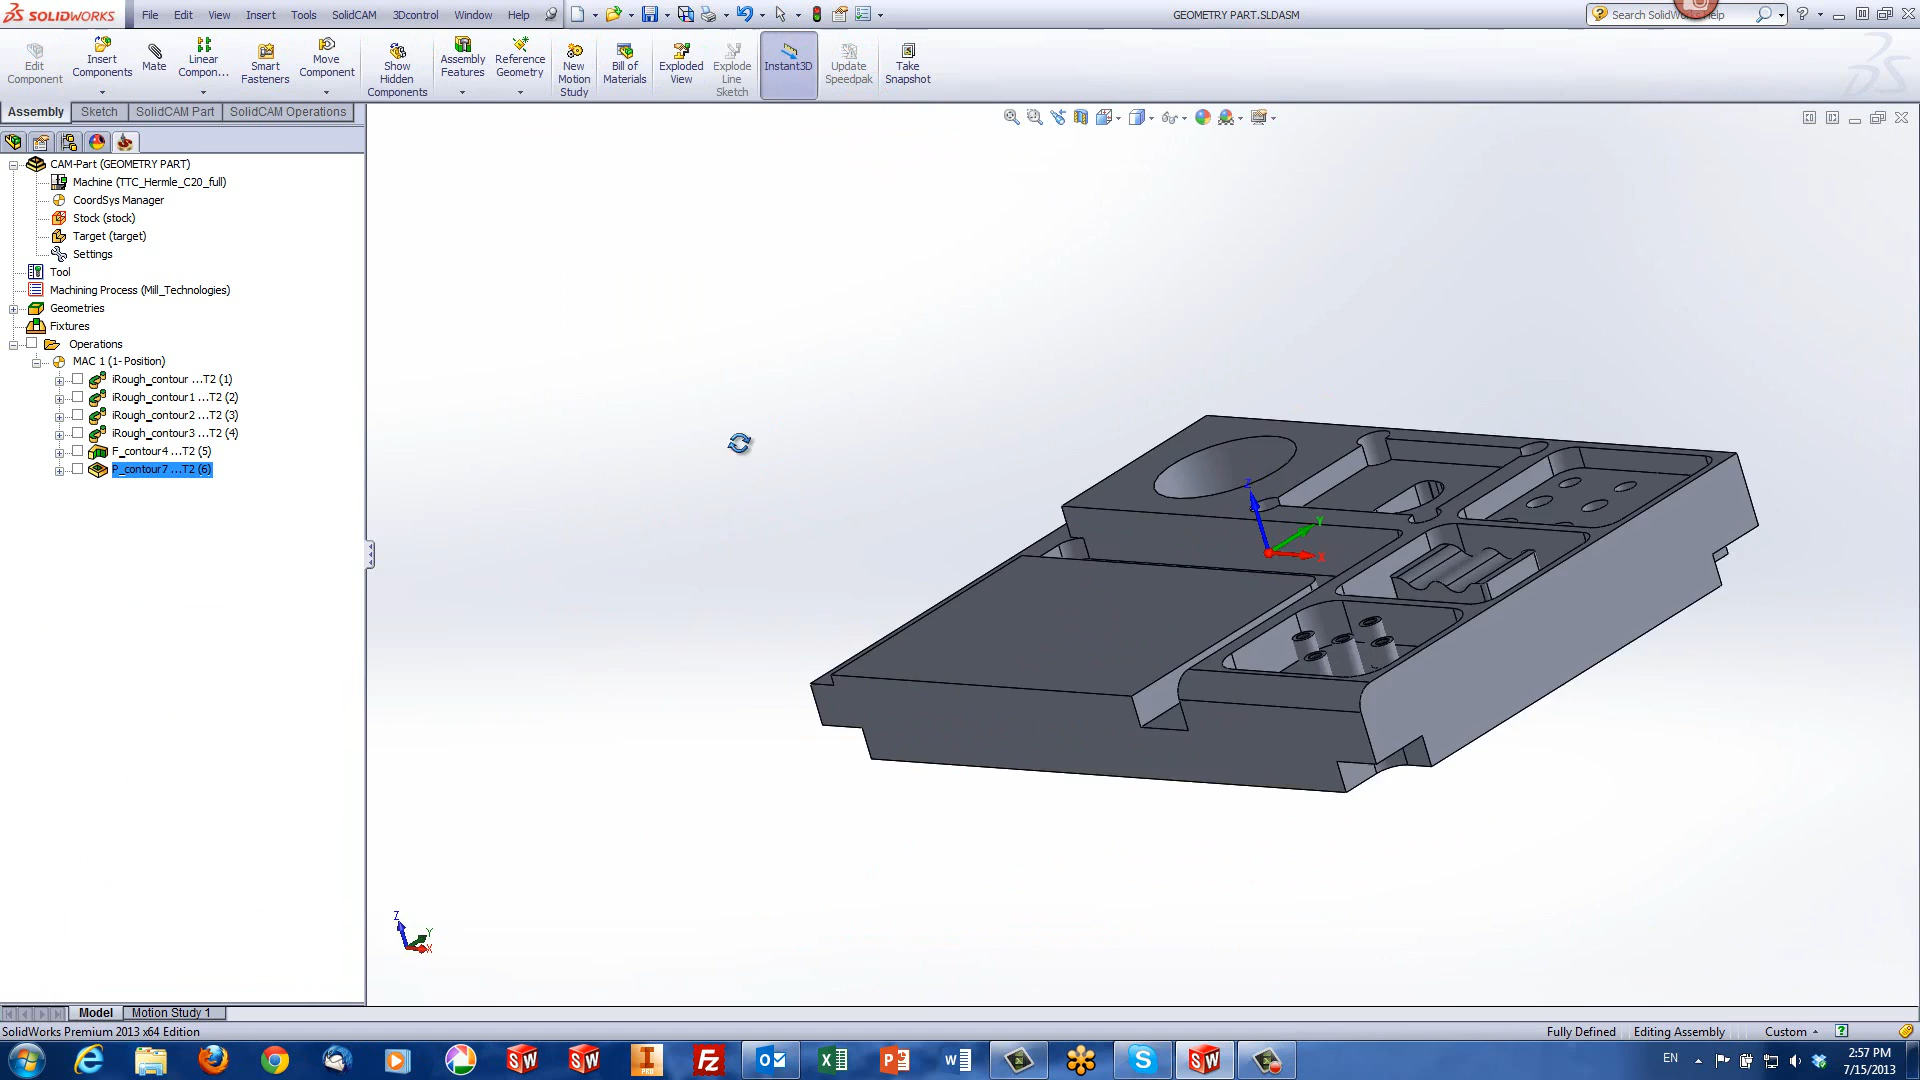 SOLIDWORKS File Edit View Insert Tools SolidCAM 3Dcontrol Window Help GEOMETRY PART.SLDASM Search SolidWorks Help
Edit Component
Insert Components
Mate
Linear Compon...
Smart Fasteners
Move Component
Show Hidden Components
Assembly Features
Reference Geometry
New Motion Study
Bill of Materials
Exploded View
Explode Line Sketch
Instant3D
Update Speedpak
Take Snapshot
Assembly Sketch SolidCAM Part SolidCAM Operations
CAM-Part (GEOMETRY PART)
Machine (TTC_Hermle_C20_full)
CoordSys Manager
Stock (stock)
Target (target)
Settings
Tool
Machining Process (Mill_Technologies)
Geometries
Fixtures
Operations
MAC 1 (1- Position)
iRough_contour ...T2 (1)
iRough_contour1 ...T2 (2)
iRough_contour2 ...T2 (3)
iRough_contour3 ...T2 (4)
F_contour4 ...T2 (5)
P_contour7 ...T2 (6)
Z
Y
X
Z
Y
X
Model Motion Study 1
SolidWorks Premium 2013 x64 Edition Fully Defined Editing Assembly Custom
EN 2:57 PM
7/15/2013